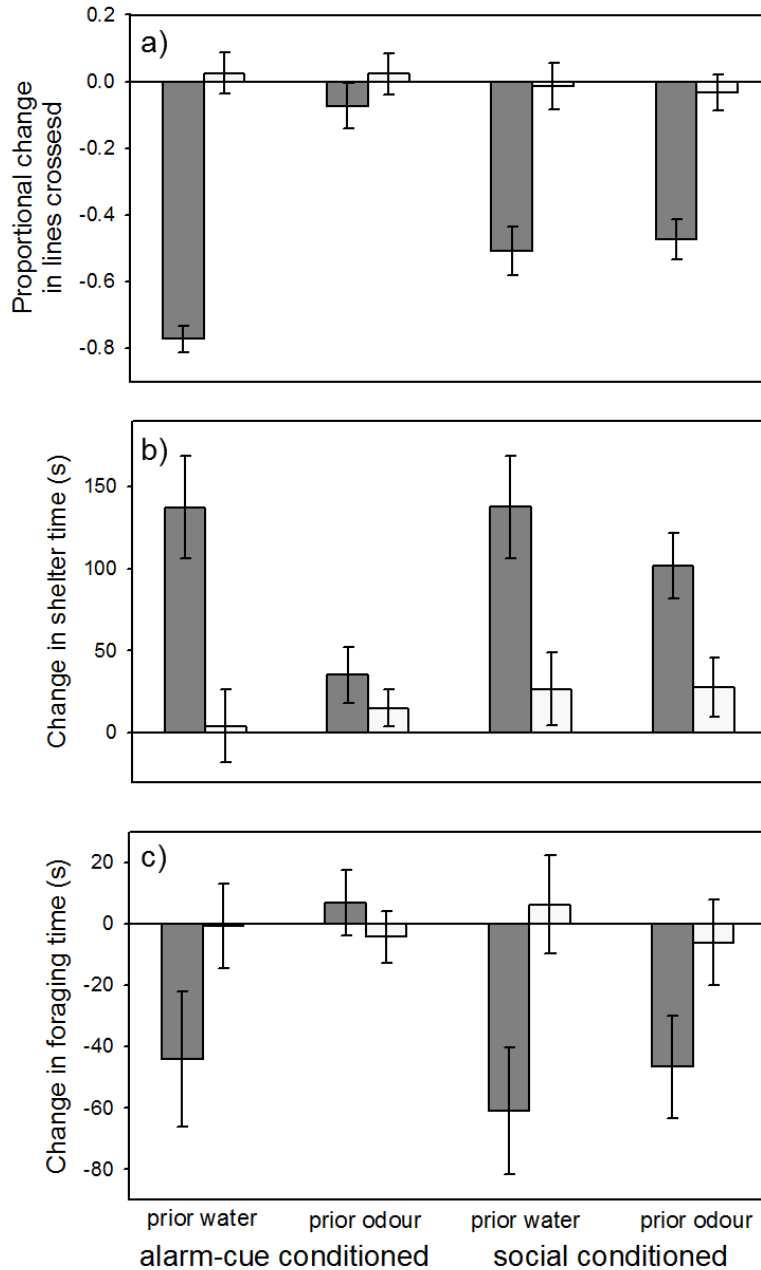 a)
Proportional change
in lines crossesd
0.2
0.0
-0.2
-0.4
-0.6
-0.8
b)
Change in shelter time (s)
150
100
50
0
c)
Change in foraging time (s)
20
0
-20
-40
-60
-80
prior water prior odour prior water prior odour
alarm-cue conditioned social conditioned